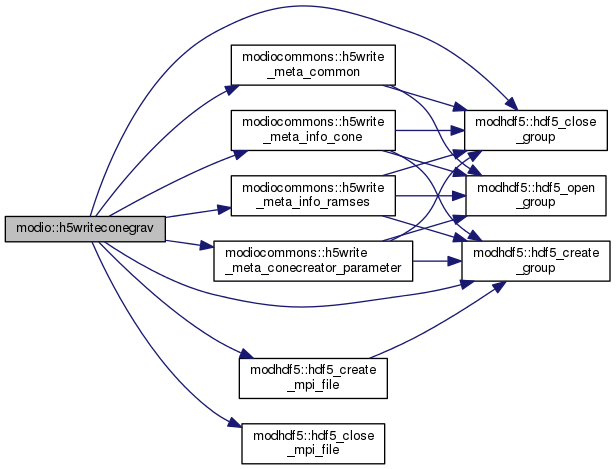 modio::h5writeconegrav
modiocommons::h5write
_meta_common
modiocommons::h5write
_meta_info_cone
modiocommons::h5write
_meta_info_ramses
modiocommons::h5write
_meta_conecreator_parameter
modhdf5::hdf5_create
_mpi_file
modhdf5::hdf5_close
_mpi_file
modhdf5::hdf5_close
_group
modhdf5::hdf5_open
_group
modhdf5::hdf5_create
_group